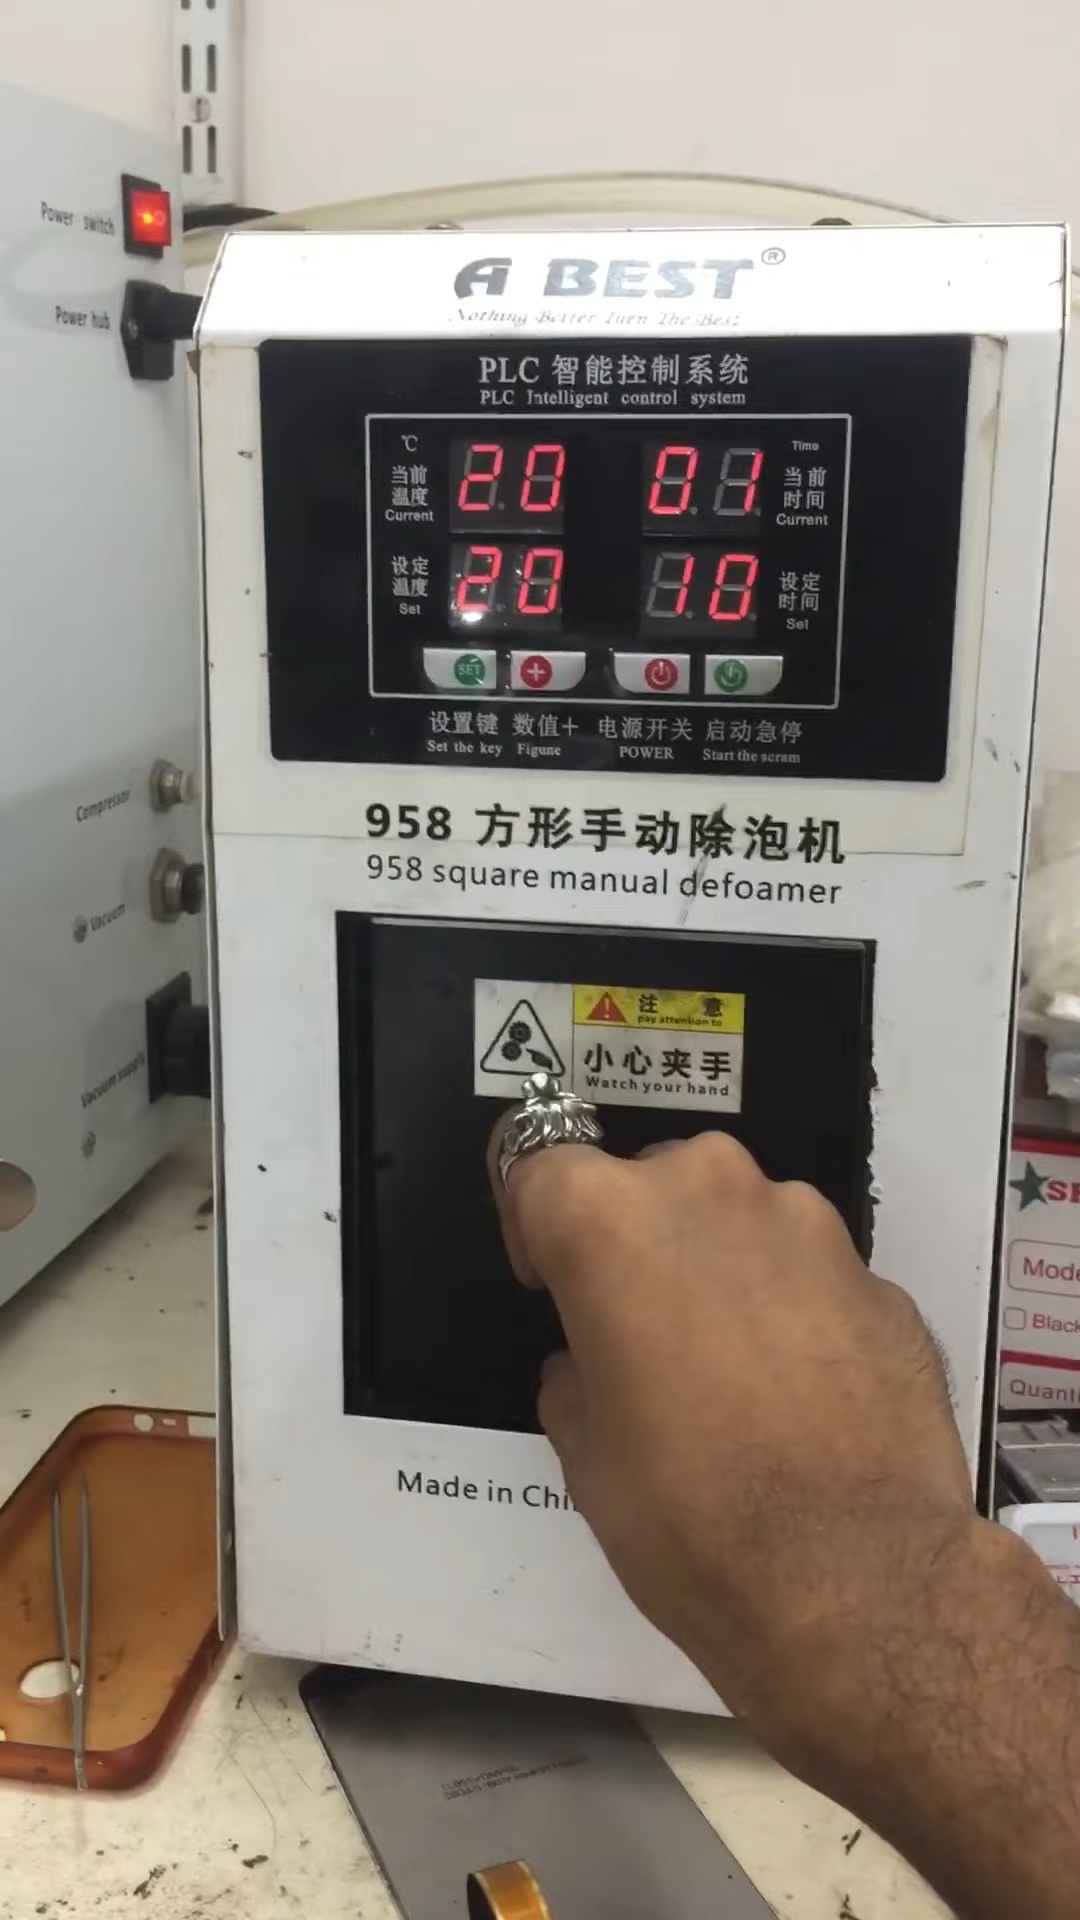 Power switch
Power hub
A BEST®
Nothing Better Then The Best
PLC 智能控制系统
PLC Intelligent control system
℃
当前
温度
Current
20
01
Time
当前
时间
Current
设定
温度
Set
20
10
设定
时间
Set
SET
设置键 数值+ 电源开关 启动急停
Set the key Figune POWER Start the scram
958 方形手动除泡机
958 square manual defoamer
Compressor
Vacuum
Vacuum supply
注 意
pay attention to
小心夹手
Watch your hand
Made in Chi
Mode
Black
Quanti